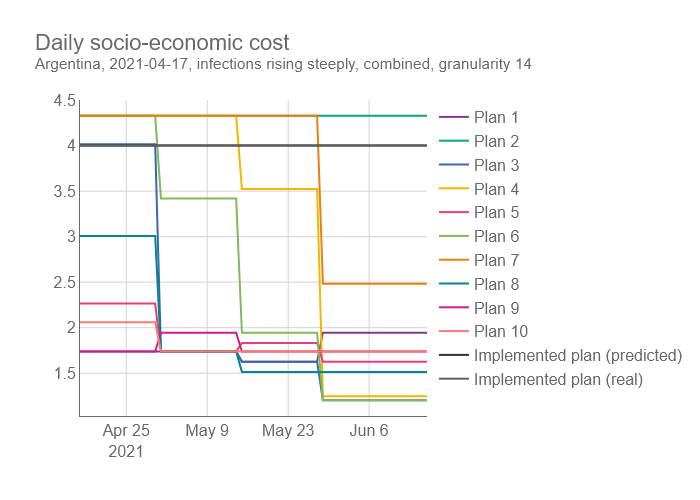 Daily socio-economic cost
Argentina, 2021-04-17, infections rising steeply, combined, granularity 14
4.5
4
3.5
3
2.5
2
1.5
Apr 25
2021
May 9
May 23
Jun 6
Plan 1
Plan 2
Plan 3
Plan 4
Plan 5
Plan 6
Plan 7
Plan 8
Plan 9
Plan 10
Implemented plan (predicted)
Implemented plan (real)